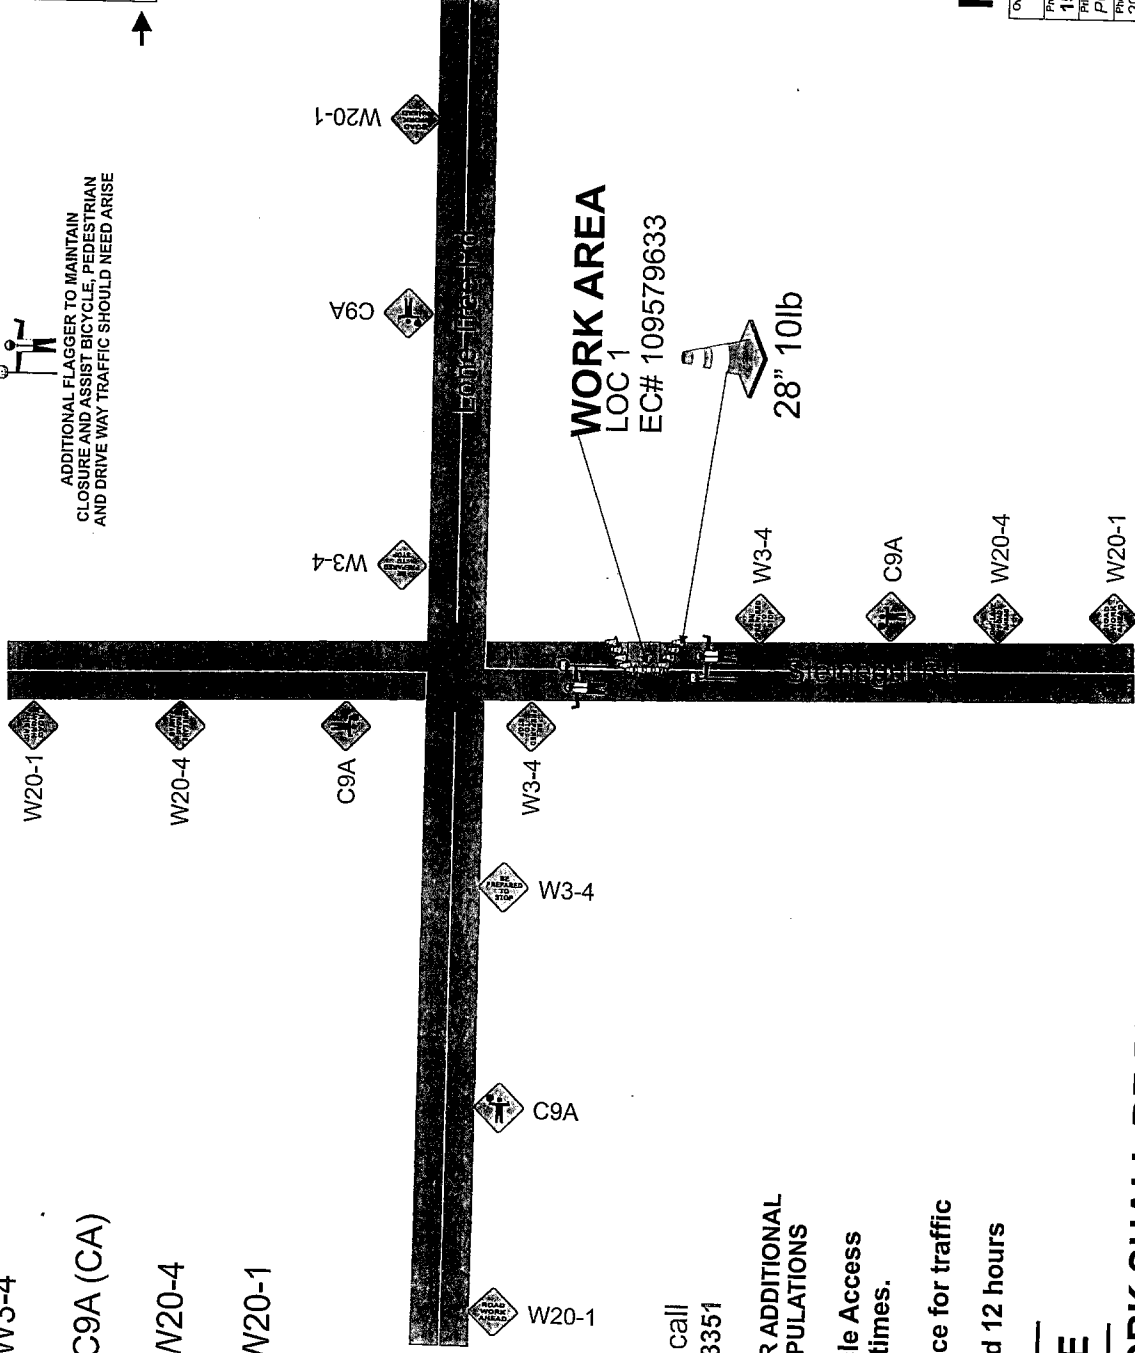 W3-4
C9A (CA)
W20-4
W20-1
ADDITIONAL FLAGGER TO MAINTAIN
CLOSURE AND ASSIST BICYCLE, PEDESTRIAN
AND DRIVE WAY TRAFFIC SHOULD NEED ARISE
W20-1
C9A
W3-4
Lone Tree Rd
WORK AREA
LOC 1
EC# 109579633
28" 10lb
W20-1
W20-4
C9A
W3-4
W3-4
C9A
W20-4
W20-1
BE
PREPARED
TO
STOP
W3-4
C9A
ROAD
WORK
AHEAD
W20-1
call
3351
R ADDITIONAL
PULATIONS
le Access
times.
ce for traffic
d 12 hours